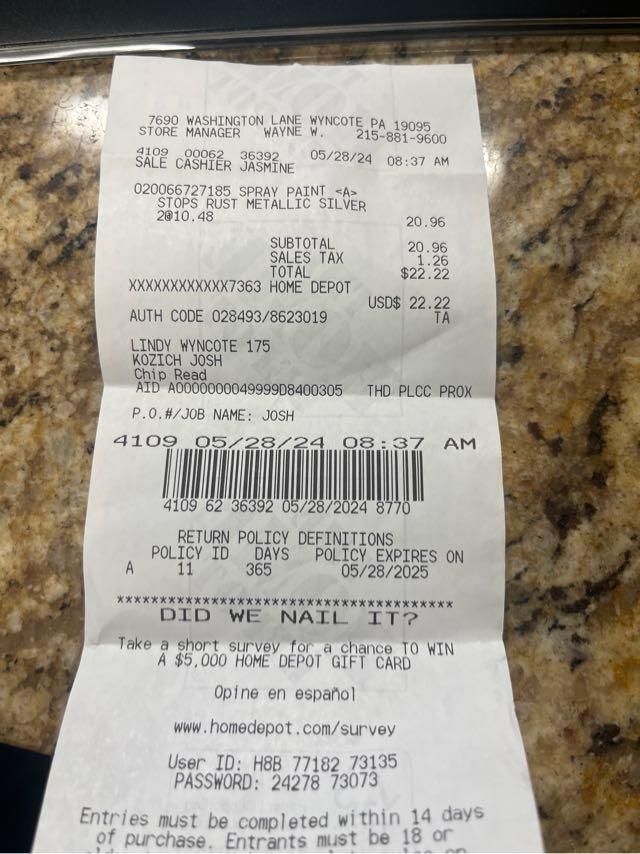 7690 WASHINGTON LANE WYNCOTE PA 19095
STORE MANAGER WAYNE W. 215-881-9600
4109 00062 36392 05/28/24 08:37 AM
SALE CASHIER JASMINE
020066727185 SPRAY PAINT <A>
STOPS RUST METALLIC SILVER
2@10.48 20.96
SUBTOTAL 20.96
SALES TAX 1.26
TOTAL $22.22
XXXXXXXXXXXX7363 HOME DEPOT
USD$ 22.22
AUTH CODE 028493/8623019 TA
LINDY WYNCOTE 175
KOZICH JOSH
Chip Read
AID A0000000049999D8400305 THD PLCC PROX
P.O.#/JOB NAME: JOSH
4109 05/28/24 08:37 AM
4109 62 36392 05/28/2024 8770
RETURN POLICY DEFINITIONS
POLICY ID DAYS POLICY EXPIRES ON
A 11 365 05/28/2025
******************************************
DID WE NAIL IT?
Take a short survey for a chance TO WIN
A $5,000 HOME DEPOT GIFT CARD
Opine en español
www.homedepot.com/survey
User ID: H8B 77182 73135
PASSWORD: 24278 73073
Entries must be completed within 14 days
of purchase. Entrants must be 18 or